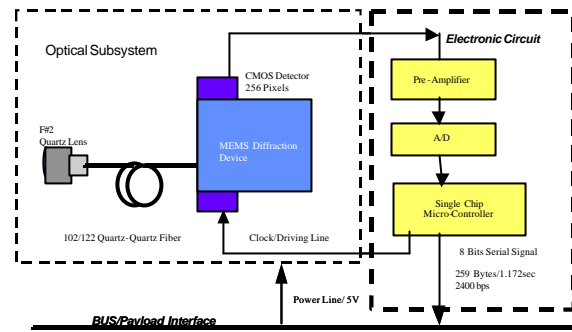 Optical Subsystem
Electronic Circuit
CMOS Detector
256 Pixels
Pre-Amplifier
F#2
Quartz Lens
MEMS Diffraction
Device
A/D
Single Chip
Micro-Controller
102/122 Quartz-Quartz Fiber
Clock/Driving Line
8 Bits Serial Signal
259 Bytes/1.172sec
2400 bps
Power Line/ 5V
BUS/Payload Interface